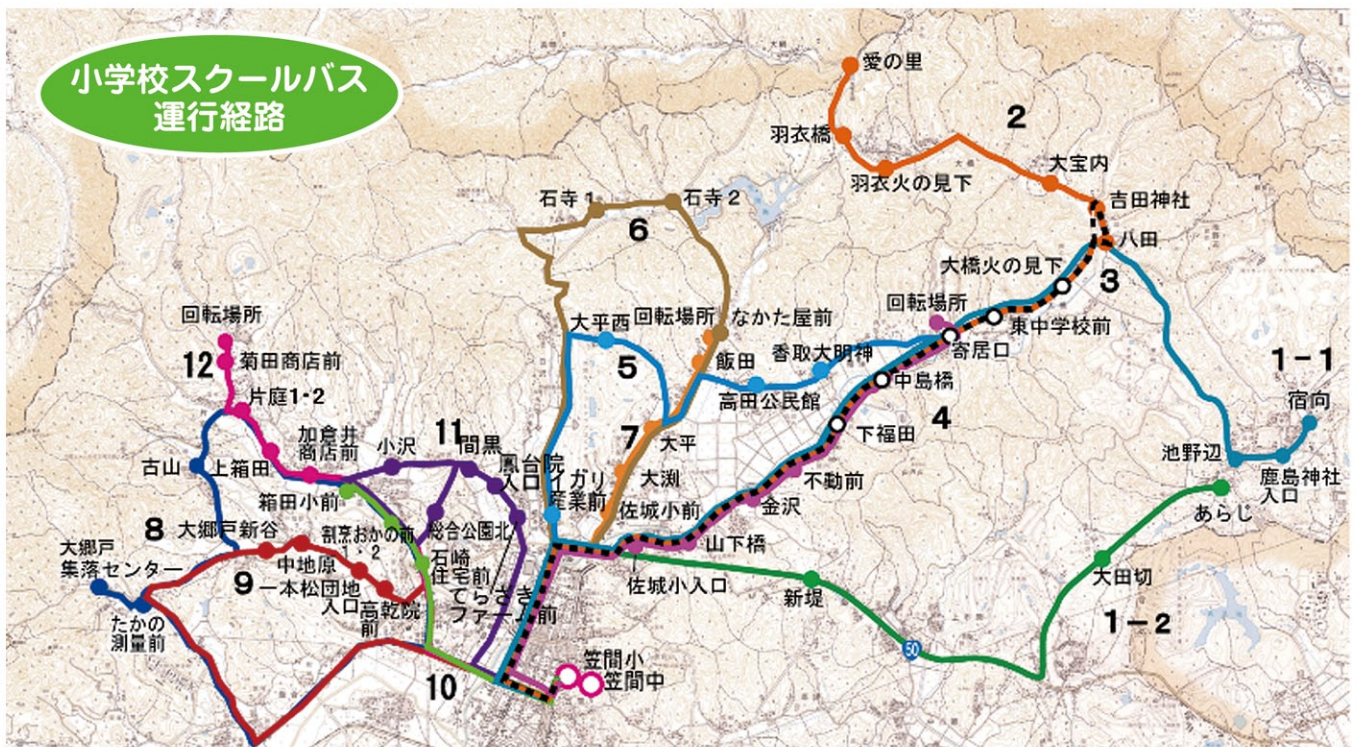 小学校スクールバス
運行経路
愛の里
羽衣橋
羽衣火の見下
2
大宝内
吉田神社
八田
3
大橋火の見下
東中学校前
回転場所
寄居口
中島橋
下福田
4
不動前
金沢
山下橋
佐城小入口
石寺1
石寺2
6
大平西
5
回転場所
なかた屋前
飯田
香取大明神
高田公民館
7
大平
大渕
佐城小前
1-1
宿向
池野辺
鹿島神社
入口
あらじ
大田切
1-2
新堤
50
回転場所
12
菊田商店前
片庭1・2
加倉井
商店前
小沢
11
間黒
鳳台院
入口
イガリ
産業前
古山
上箱田
箱田小前
8
大郷戸新谷
割烹おかの前
1・2
総合公園北
大郷戸
集落センター
9
中地原
一本松団地
入口
高乾院
前
石崎
住宅前
てらさき
ファーム前
たかの
測量前
10
笠間小
笠間中